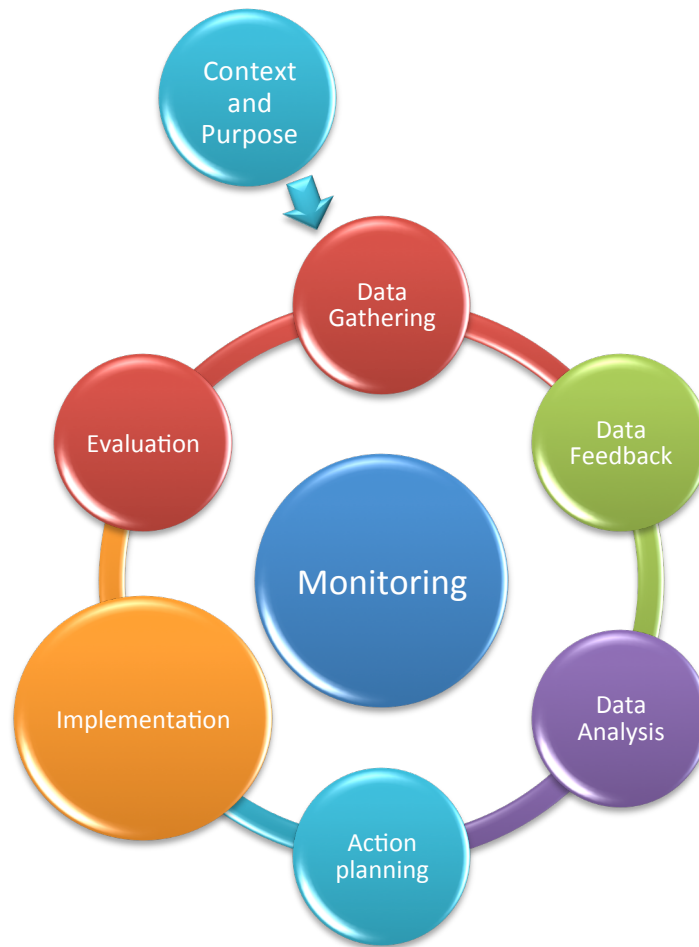 Context
and
Purpose
Data
Gathering
Data
Feedback
Data
Analysis
Action
planning
Implementation
Evaluation
Monitoring